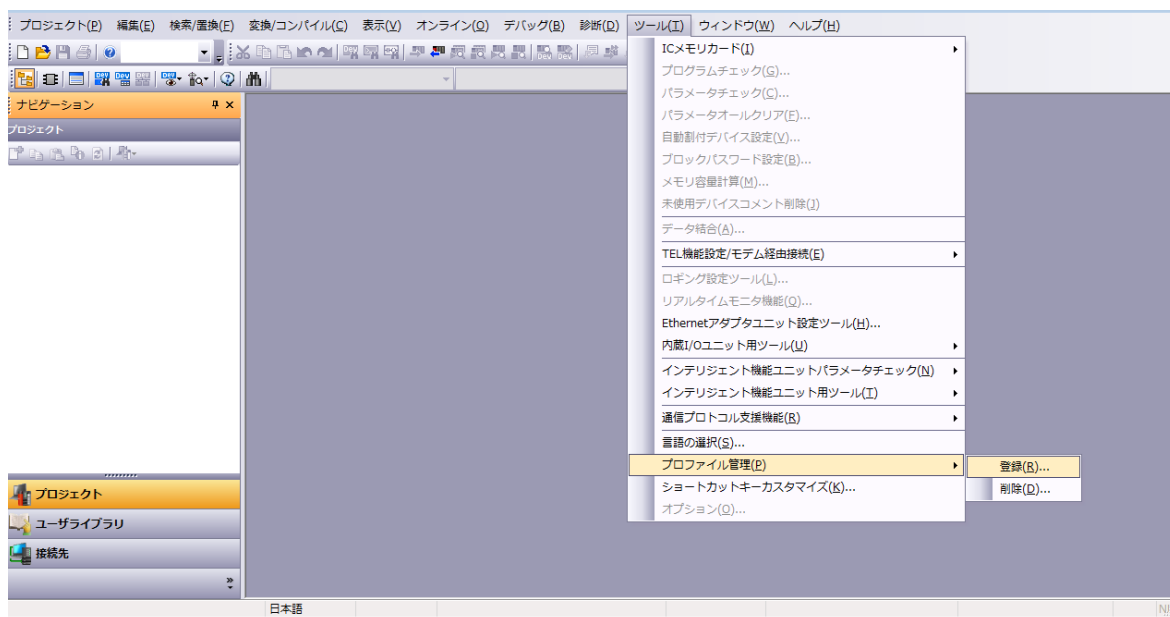 プロジェクト(P) 編集(E) 検索/置換(F) 変換/コンパイル(C) 表示(V) オンライン(O) デバッグ(B) 診断(D) ツール(T) ウィンドウ(W) ヘルプ(H)
ナビゲーション
プロジェクト
ICメモリカード(I)
プログラムチェック(G)...
パラメータチェック(C)...
パラメータオールクリア(F)...
自動割付デバイス設定(V)...
ブロックパスワード設定(B)...
メモリ容量計算(M)...
未使用デバイスコメント削除(J)
データ結合(A)...
TEL機能設定/モデム経由接続(E)
ロギング設定ツール(L)...
リアルタイムモニタ機能(Q)...
Ethernetアダプタユニット設定ツール(H)...
内蔵I/Oユニット用ツール(U)
インテリジェント機能ユニットパラメータチェック(N)
インテリジェント機能ユニット用ツール(T)
通信プロトコル支援機能(R)
言語の選択(S)...
プロファイル管理(P)
ショートカットキーカスタマイズ(K)...
オプション(O)...
登録(R)...
削除(D)...
プロジェクト
ユーザライブラリ
接続先
日本語